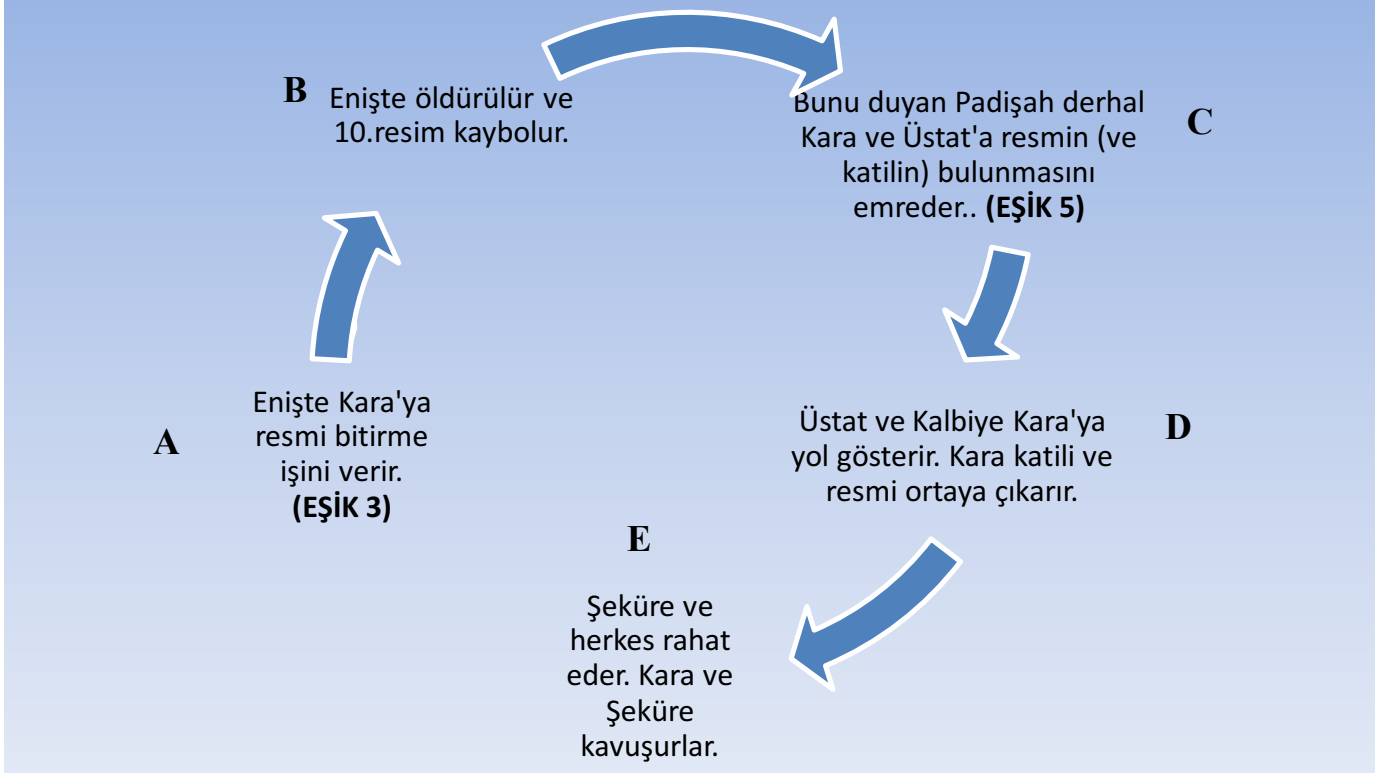 A
Enişte Kara'ya
resmi bitirme
işini verir.
(EŞİK 3)
B
Enişte öldürülür ve
10.resim kaybolur.
C
Bunu duyan Padişah derhal
Kara ve Üstat'a resmin (ve
katilin) bulunmasını
emreder.. (EŞİK 5)
D
Üstat ve Kalbiye Kara'ya
yol gösterir. Kara katili ve
resmi ortaya çıkarır.
E
Şeküre ve
herkes rahat
eder. Kara ve
Şeküre
kavuşurlar.